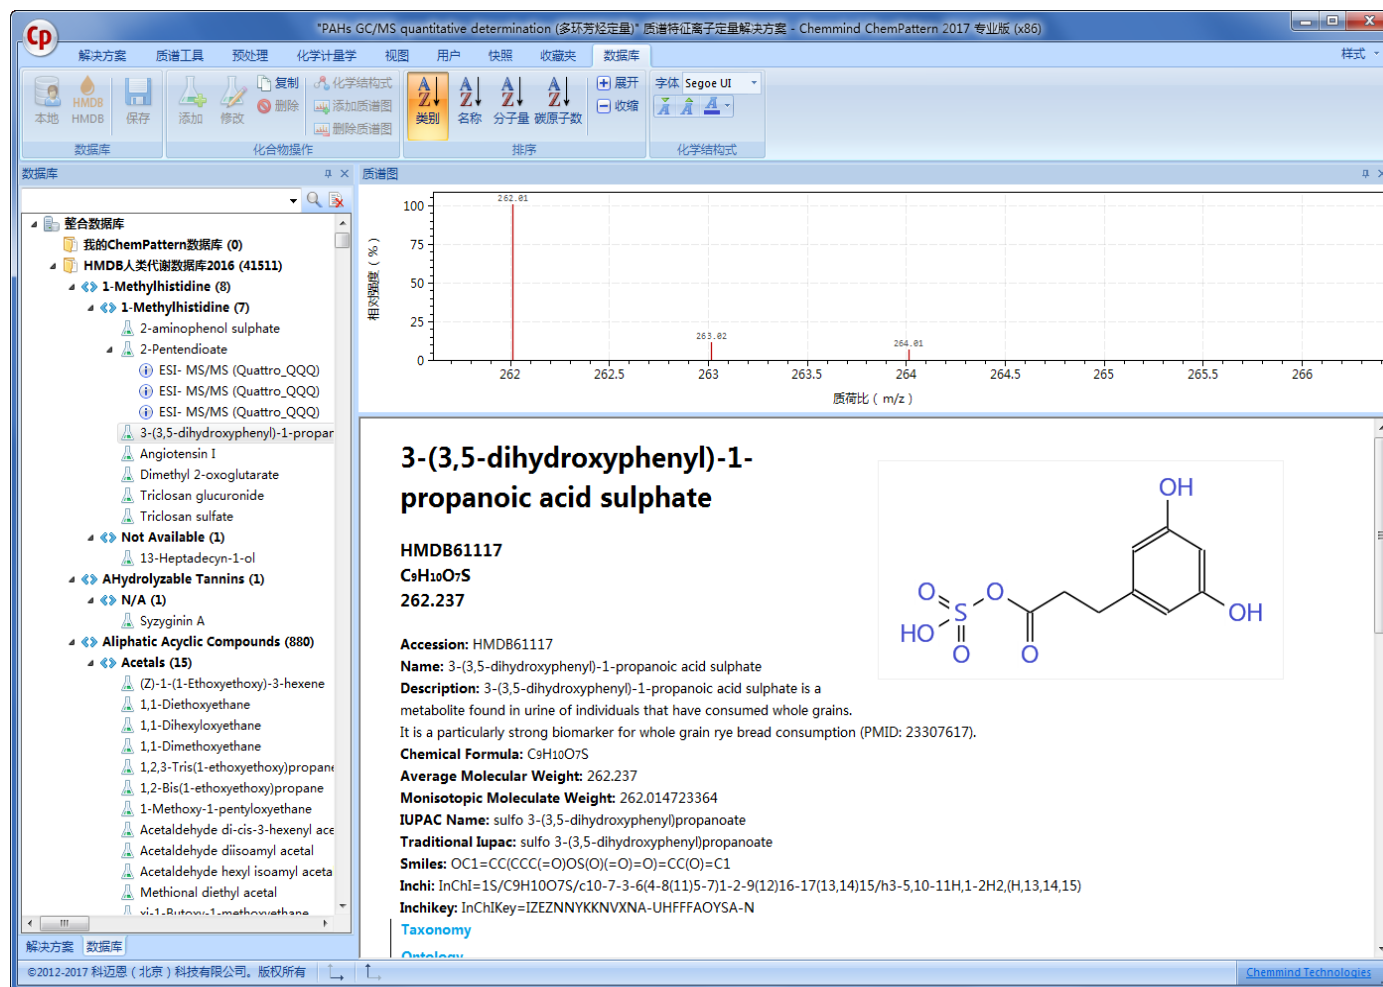 Cp
"PAHs GC/MS quantitative determination (多环芳烃定量)" 质谱特征离子定量解决方案 - Chemmind ChemPattern 2017 专业版 (x86)
解决方案 质谱工具 预处理 化学计量学 视图 用户 快照 收藏夹 数据库 样式
本地 HMDB HMDB 保存
数据库
添加 修改 复制 删除 化学结构式 添加质谱图 删除质谱图
化合物操作
类别 名称 分子量 碳原子数 展开 收缩
排序
字体 Segoe UI
化学结构式
数据库
整合数据库
我的ChemPattern数据库 (0)
HMDB人类代谢数据库2016 (41511)
1-Methylhistidine (8)
1-Methylhistidine (7)
2-aminophenol sulphate
2-Pentendioate
ESI- MS/MS (Quattro_QQQ)
ESI- MS/MS (Quattro_QQQ)
ESI- MS/MS (Quattro_QQQ)
3-(3,5-dihydroxyphenyl)-1-propar
Angiotensin I
Dimethyl 2-oxoglutarate
Triclosan glucuronide
Triclosan sulfate
Not Available (1)
13-Heptadecyn-1-ol
AHydrolyzable Tannins (1)
N/A (1)
Syzyginin A
Aliphatic Acyclic Compounds (880)
Acetals (15)
(Z)-1-(1-Ethoxyethoxy)-3-hexene
1,1-Diethoxyethane
1,1-Dihexyloxyethane
1,1-Dimethoxyethane
1,2,3-Tris(1-ethoxyethoxy)propane
1,2-Bis(1-ethoxyethoxy)propane
1-Methoxy-1-pentyloxyethane
Acetaldehyde di-cis-3-hexenyl ace
Acetaldehyde diisoamyl acetal
Acetaldehyde hexyl isoamyl aceta
Methional diethyl acetal
xi-1-Butoxy-1-methoxyethane
解决方案 数据库
质谱图
相对强度 ( % )
100
75
50
25
0
262.01
263.02
264.01
262 262.5 263 263.5 264 264.5 265 265.5 266
质荷比 ( m/z )
3-(3,5-dihydroxyphenyl)-1-
propanoic acid sulphate
HMDB61117
C9H10O7S
262.237
OH
OH
O
O
S
HO
O
O
Accession: HMDB61117
Name: 3-(3,5-dihydroxyphenyl)-1-propanoic acid sulphate
Description: 3-(3,5-dihydroxyphenyl)-1-propanoic acid sulphate is a
metabolite found in urine of individuals that have consumed whole grains.
It is a particularly strong biomarker for whole grain rye bread consumption (PMID: 23307617).
Chemical Formula: C9H10O7S
Average Molecular Weight: 262.237
Monisotopic Moleculate Weight: 262.014723364
IUPAC Name: sulfo 3-(3,5-dihydroxyphenyl)propanoate
Traditional Iupac: sulfo 3-(3,5-dihydroxyphenyl)propanoate
Smiles: OC1=CC(CCC(=O)OS(O)(=O)=O)=CC(O)=C1
Inchi: InChI=1S/C9H10O7S/c10-7-3-6(4-8(11)5-7)1-2-9(12)16-17(13,14)15/h3-5,10-11H,1-2H2,(H,13,14,15)
Inchikey: InChIKey=IZEZNNYKKNVXNA-UHFFFAOYSA-N
Taxonomy
Ontology
©2012-2017 科迈恩 ( 北京 ) 科技有限公司。版权所有
Chemmind Technologies